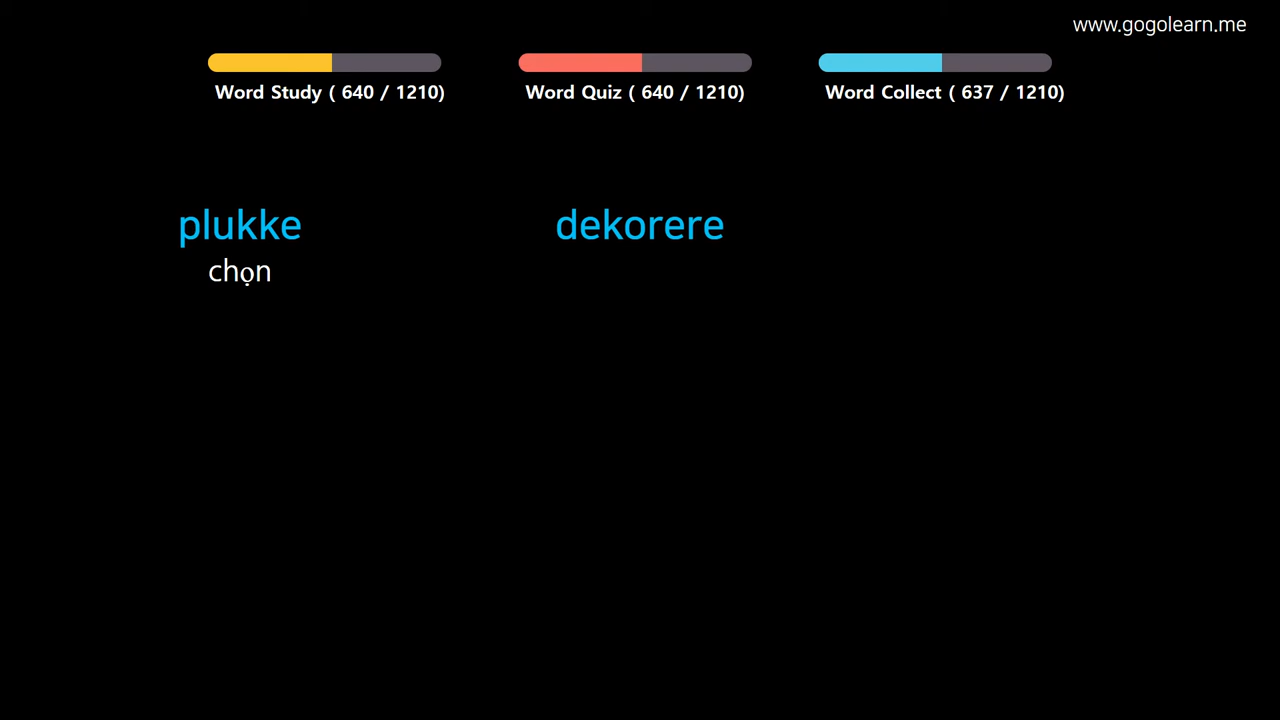 www.gogolearn.me
Word Study ( 640 / 1210)
Word Quiz ( 640 / 1210)
Word Collect ( 637 / 1210)
plukke
dekorere
chọn